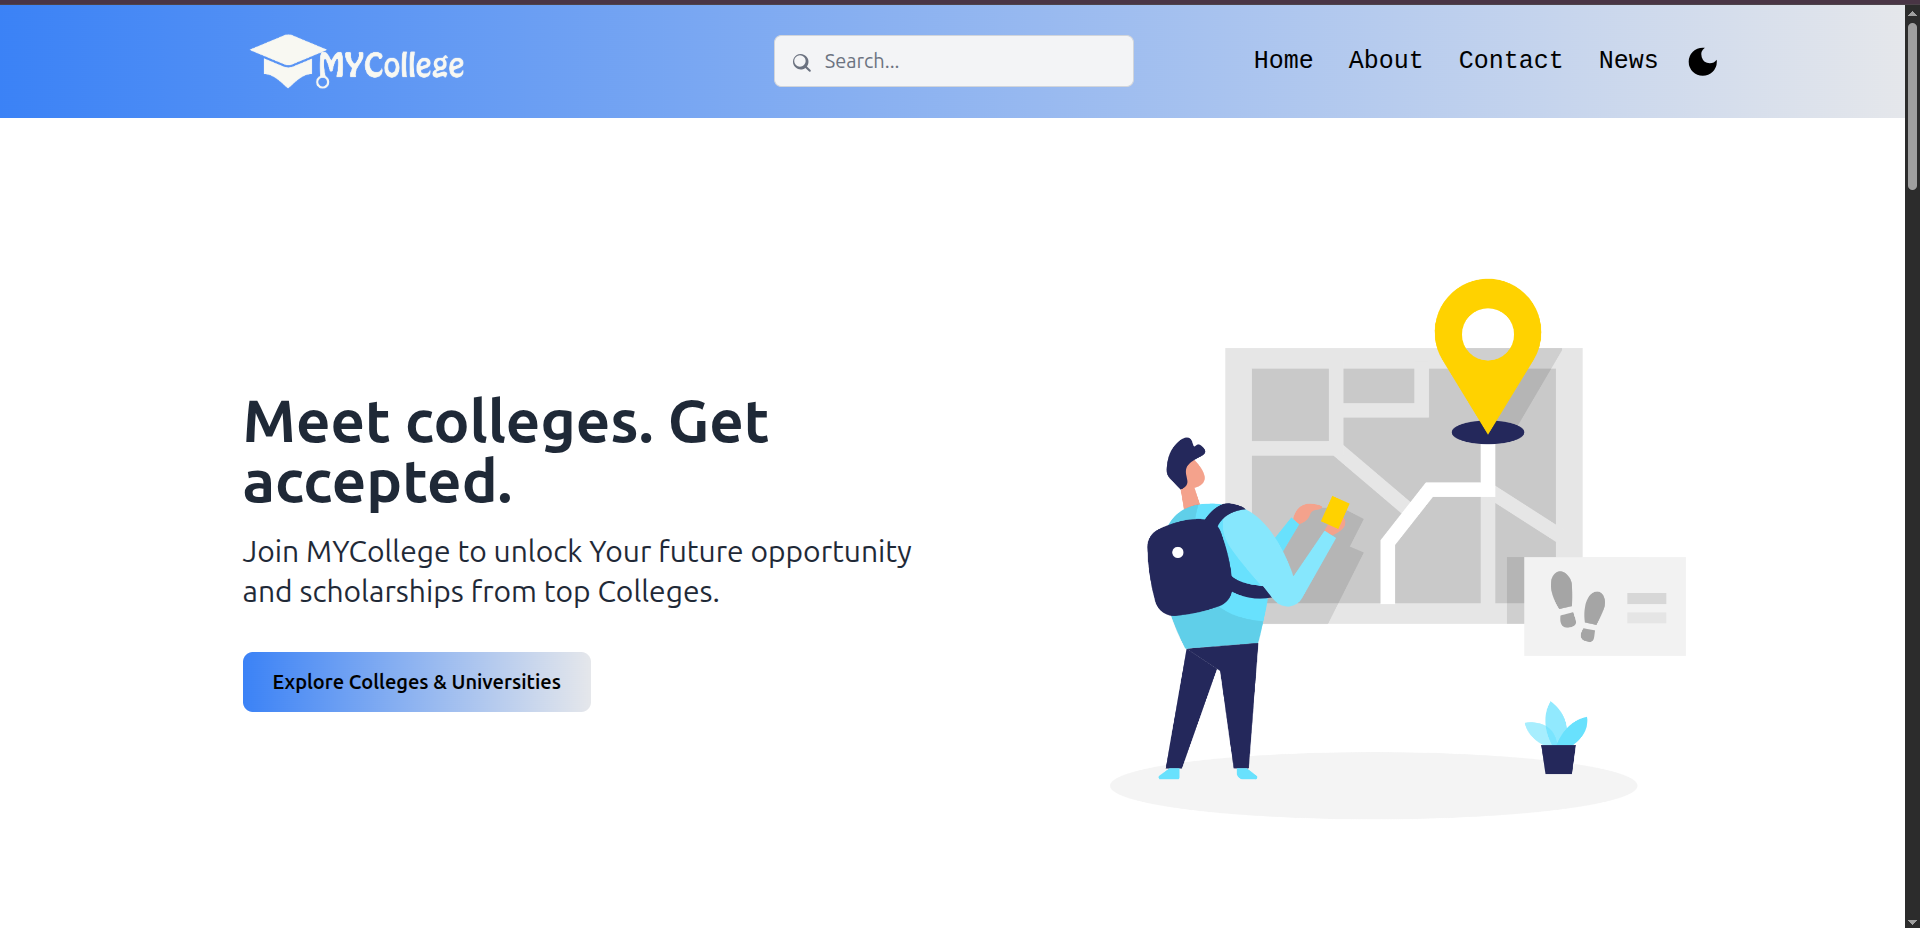 MYCollege
Search...
Home About Contact News
Meet colleges. Get
accepted.
Join MYCollege to unlock Your future opportunity
and scholarships from top Colleges.
Explore Colleges & Universities